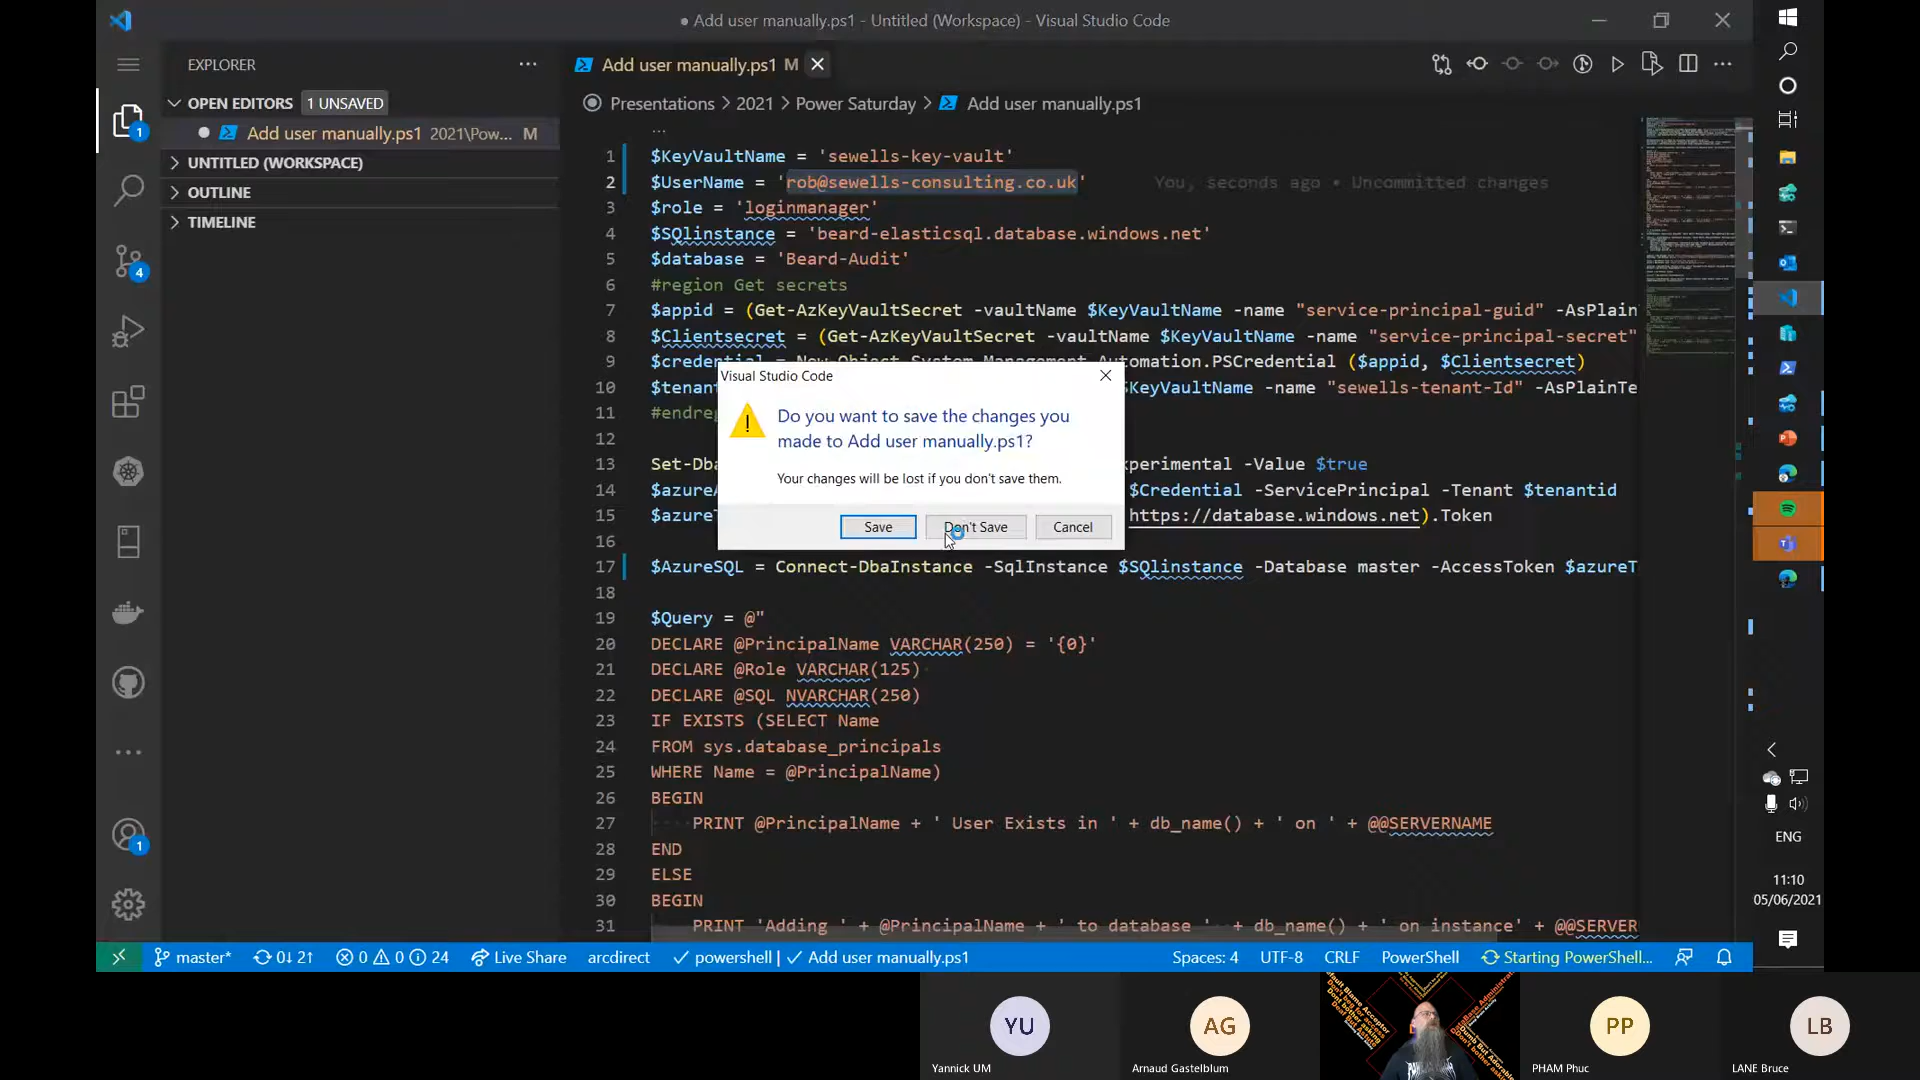 ● Add user manually.ps1 - Untitled (Workspace) - Visual Studio Code
EXPLORER
OPEN EDITORS 1 UNSAVED
Add user manually.ps1 2021\Pow... M
UNTITLED (WORKSPACE)
OUTLINE
TIMELINE
1
4
1
Add user manually.ps1 M
Presentations > 2021 > Power Saturday > Add user manually.ps1
1 $KeyVaultName = 'sewells-key-vault'
2 $UserName = 'rob@sewells-consulting.co.uk' You, seconds ago • Uncommitted changes
3 $role = 'loginmanager'
4 $SQlinstance = 'beard-elasticsql.database.windows.net'
5 $database = 'Beard-Audit'
6 #region Get secrets
7 $appid = (Get-AzKeyVaultSecret -vaultName $KeyVaultName -name "service-principal-guid" -AsPlain
8 $Clientsecret = (Get-AzKeyVaultSecret -vaultName $KeyVaultName -name "service-principal-secret"
9 $credential = New-Object System.Management.Automation.PSCredential ($appid, $Clientsecret)
10 $tenant KeyVaultName -name "sewells-tenant-Id" -AsPlainTe
11 #endreg
12
13 Set-Dba xperimental -Value $true
14 $azureA $Credential -ServicePrincipal -Tenant $tenantid
15 $azureT https://database.windows.net).Token
16
17 $AzureSQL = Connect-DbaInstance -SqlInstance $SQlinstance -Database master -AccessToken $azureT
18
19 $Query = @"
20 DECLARE @PrincipalName VARCHAR(250) = '{0}'
21 DECLARE @Role VARCHAR(125)
22 DECLARE @SQL NVARCHAR(250)
23 IF EXISTS (SELECT Name
24 FROM sys.database_principals
25 WHERE Name = @PrincipalName)
26 BEGIN
27 PRINT @PrincipalName + ' User Exists in ' + db_name() + ' on ' + @@SERVERNAME
28 END
29 ELSE
30 BEGIN
31 PRINT 'Adding ' + @PrincipalName + ' to database ' + db_name() + ' on instance' + @@SERVER
Visual Studio Code
Do you want to save the changes you
made to Add user manually.ps1?
Your changes will be lost if you don't save them.
Save Don't Save Cancel
ENG
11:10
05/06/2021
master* 0↓ 2↑ 0 0 24 Live Share arcdirect powershell | Add user manually.ps1 Spaces: 4 UTF-8 CRLF PowerShell Starting PowerShell...
YU
AG
PP
LB
Yannick UM
Arnaud Gastelblum
PHAM Phuc
LANE Bruce